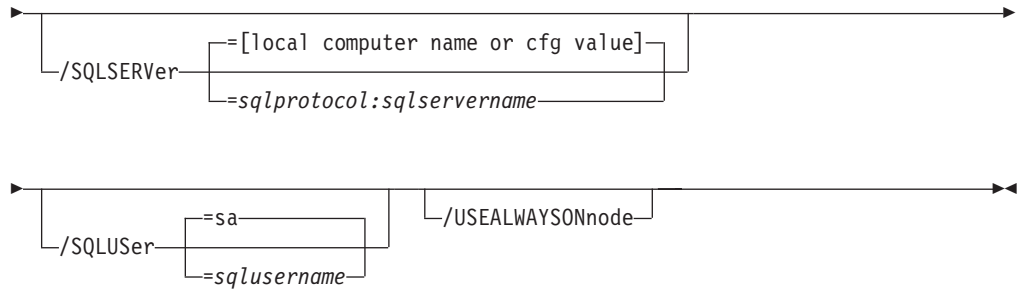 =[local computer name or cfg value]
/SQLSERVer
=sqlprotocol:sqlservername
=sa
/USEALWAYSONnode
/SQLUSer
=sqlusername